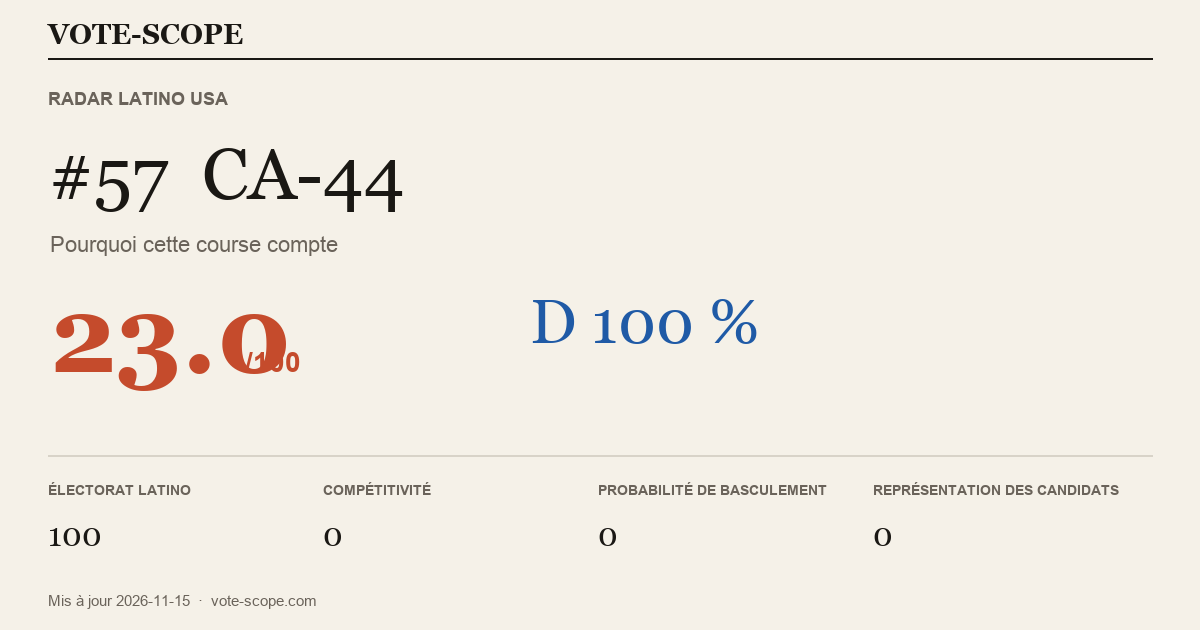 VOTE-SCOPE
RADAR LATINO USA
#57 CA-44
Pourquoi cette course compte
23.0/100
D 100 %
ÉLECTORAT LATINO
COMPÉTITIVITÉ
PROBABILITÉ DE BASCULEMENT
REPRÉSENTATION DES CANDIDATS
100
0
0
0
Mis à jour 2026-11-15 · vote-scope.com